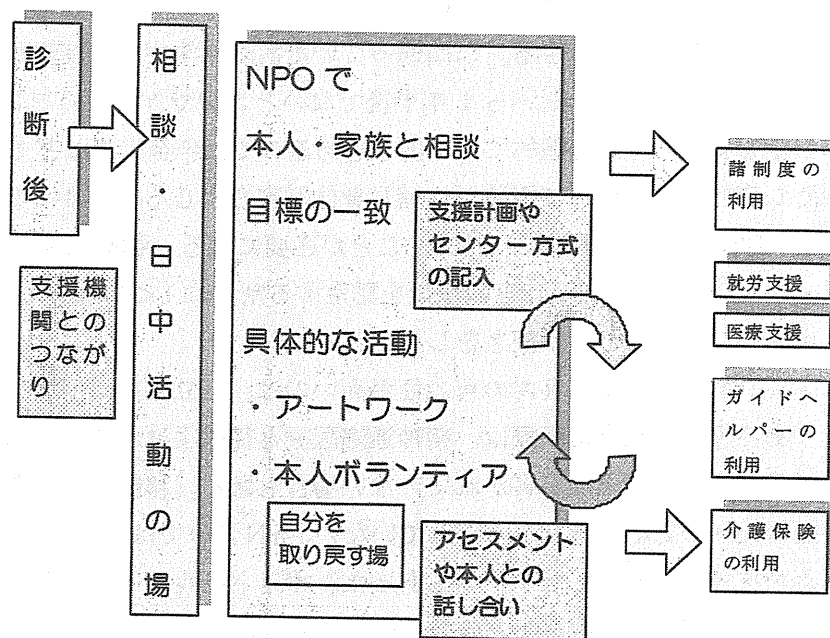 診断後
支援機
関との
つなが
り
相談・日中活動の場
NPOで
本人・家族と相談
目標の一致
支援計画や
センター方式
の記入
具体的な活動
・アートワーク
・本人ボランティア
自分を
取り戻す場
アセスメント
や本人との
話し合い
諸制度の
利用
就労支援
医療支援
ガイドヘ
ルパーの
利用
介護保険
の利用